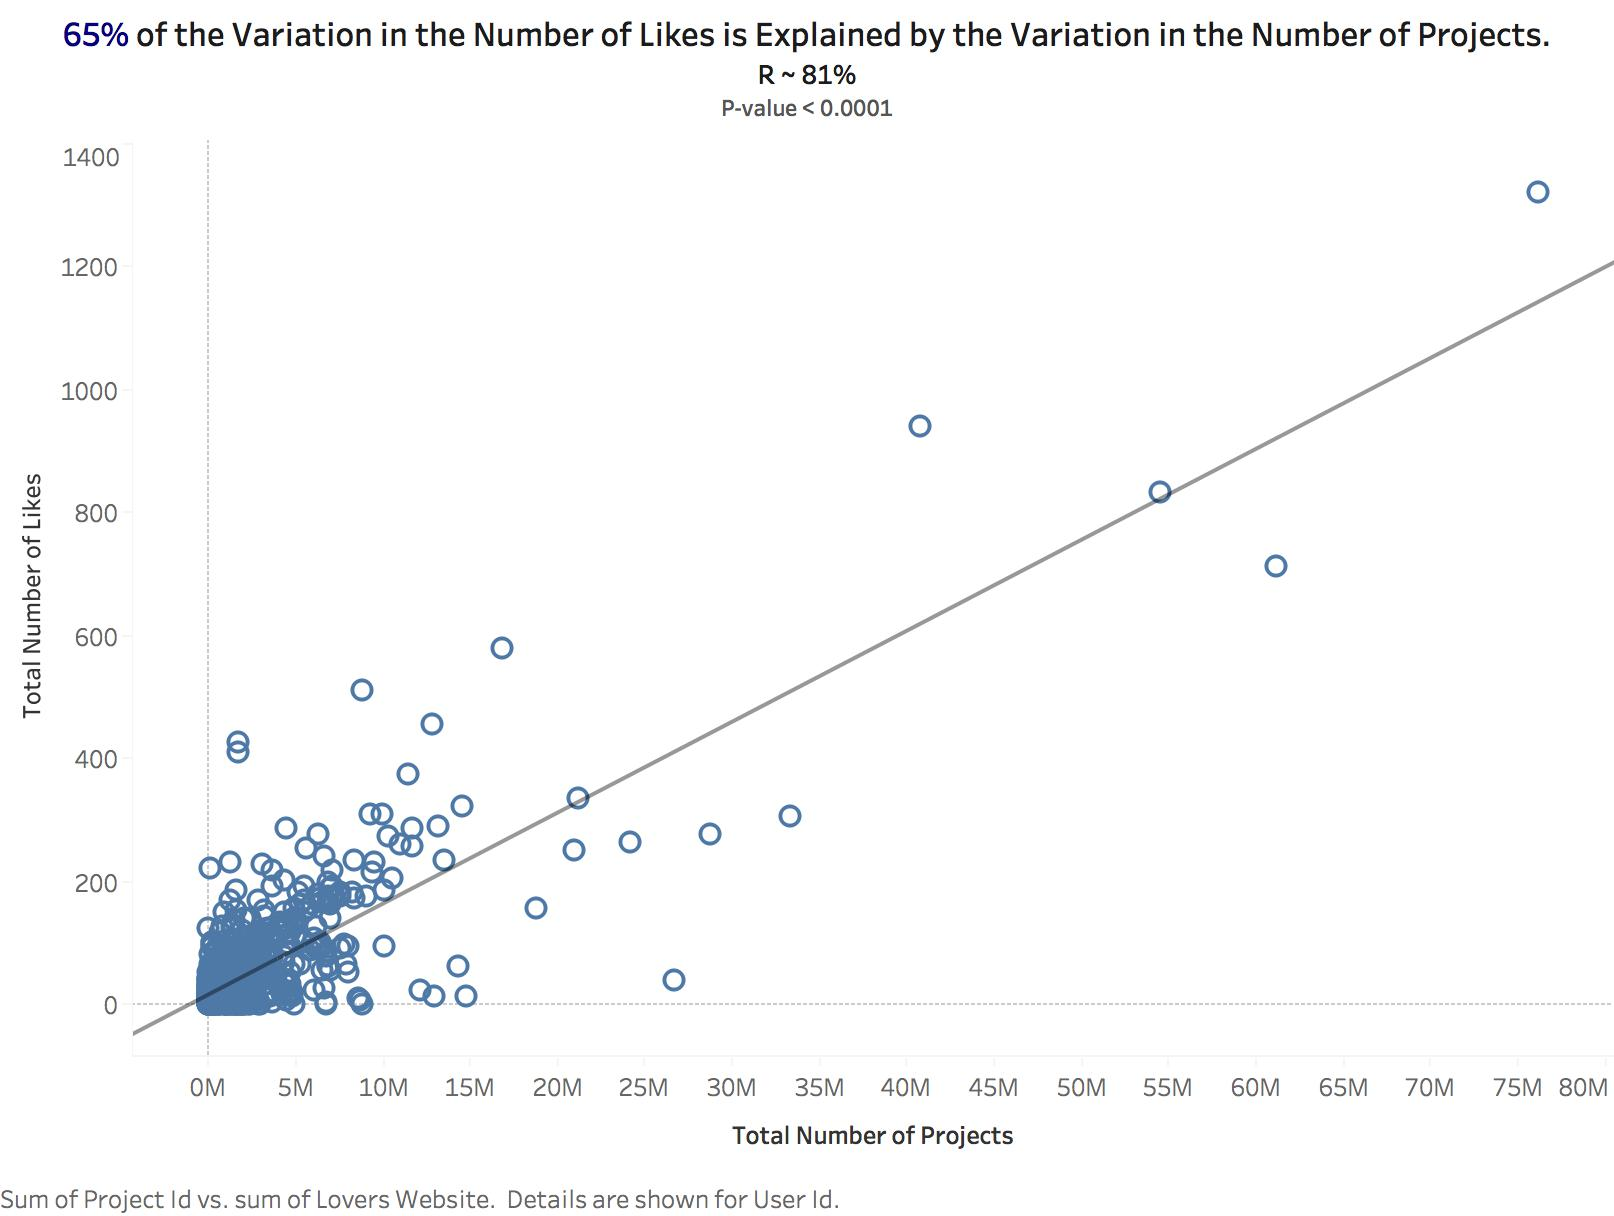 65% of the Variation in the Number of Likes is Explained by the Variation in the Number of Projects.
R ~ 81%
P-value < 0.0001
1400
1200
1000
800
600
400
200
0
Total Number of Likes
0M 5M 10M 15M 20M 25M 30M 35M 40M 45M 50M 55M 60M 65M 70M 75M 80M
Total Number of Projects
Sum of Project Id vs. sum of Lovers Website. Details are shown for User Id.